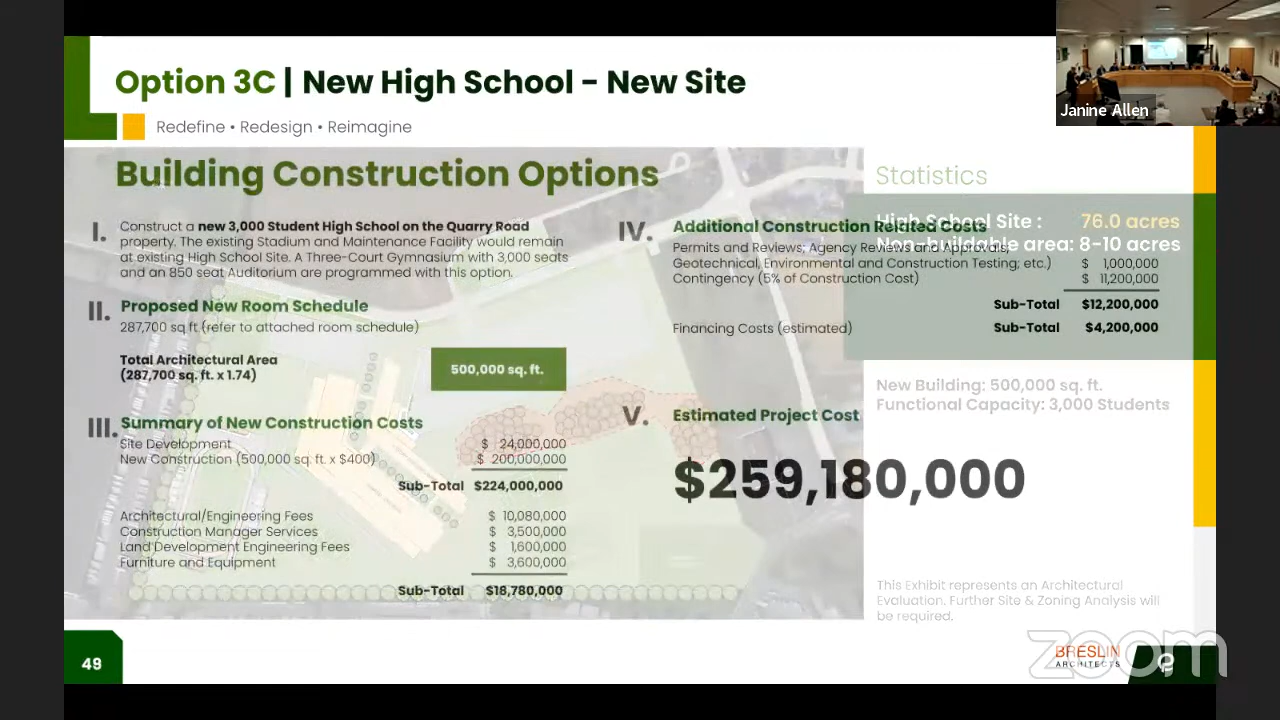 Option 3C | New High School - New Site
Redefine • Redesign • Reimagine
Janine Allen
Building Construction Options
I. Construct a new 3,000 Student High School on the Quarry Road
property. The existing Stadium and Maintenance Facility would remain
at existing High School Site. A Three-Court Gymnasium with 3,000 seats
and an 850 seat Auditorium are programmed with this option.
II. Proposed New Room Schedule
287,700 sq.ft.(refer to attached room schedule)
Total Architectural Area
(287,700 sq. ft. x 1.74)
500,000 sq. ft.
III. Summary of New Construction Costs
Site Development $ 24,000,000
New Construction (500,000 sq. ft. x $400) $ 200,000,000
Sub-Total $224,000,000
Architectural/Engineering Fees $ 10,080,000
Construction Manager Services $ 3,500,000
Land Development Engineering Fees $ 1,600,000
Furniture and Equipment $ 3,600,000
Sub-Total $18,780,000
IV. Additional Construction Related Costs
Permits and Reviews; Agency Reviews and Approvals,
Geotechnical, Environmental and Construction Testing; etc.) $ 1,000,000
Contingency (5% of Construction Cost) $ 11,200,000
Sub-Total $12,200,000
Financing Costs (estimated) Sub-Total $4,200,000
V. Estimated Project Cost
$259,180,000
Statistics
High School Site : 76.0 acres
Non-buildable area: 8-10 acres
New Building: 500,000 sq. ft.
Functional Capacity: 3,000 Students
This Exhibit represents an Architectural
Evaluation. Further Site & Zoning Analysis will
be required.
49
BRESLIN
ARCHITECTS
zoom